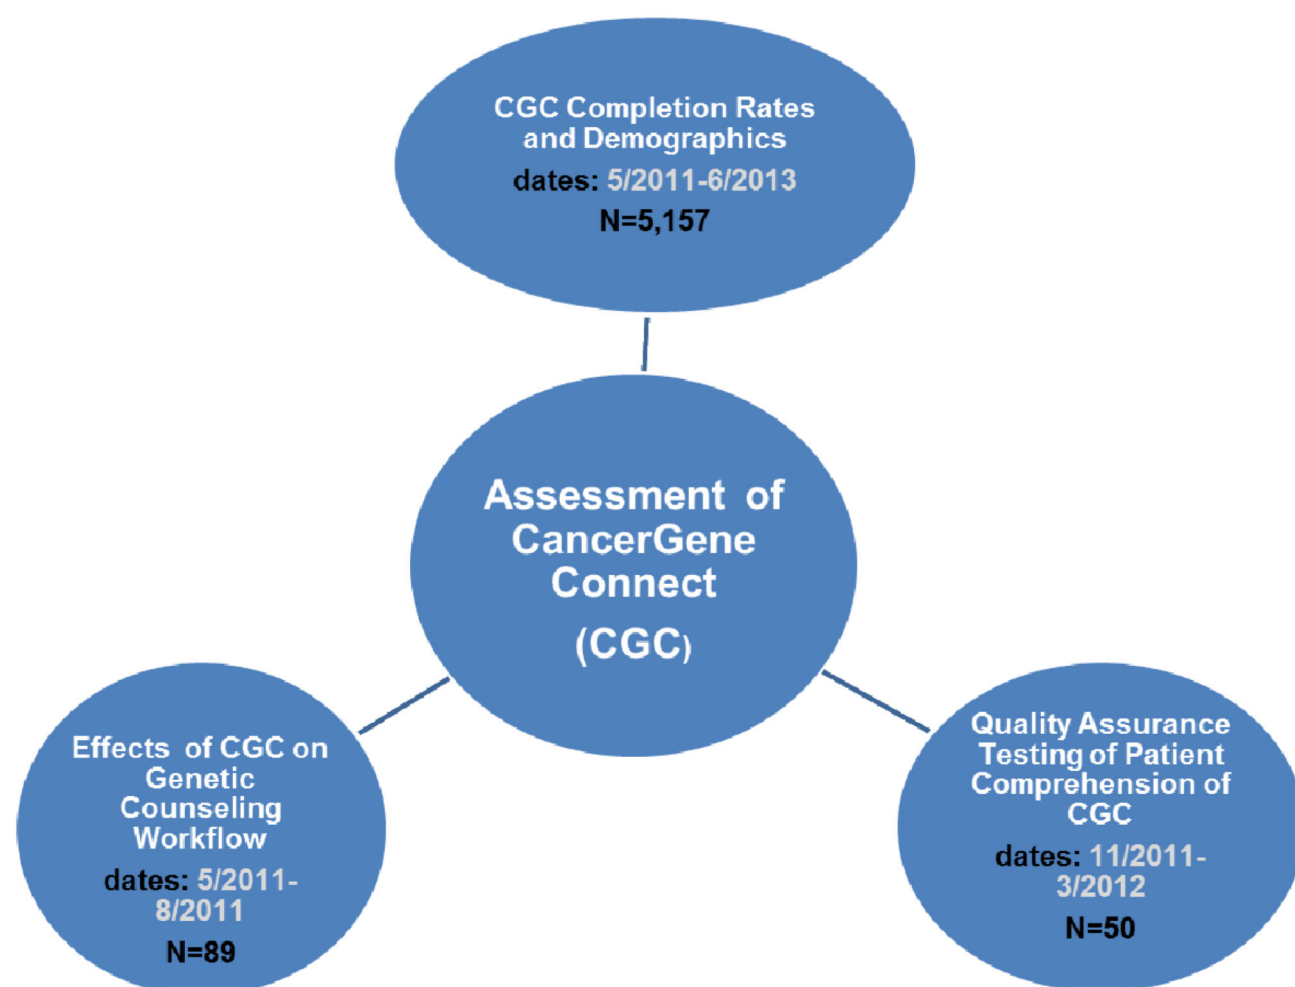 CGC Completion Rates
and Demographics
dates: 5/2011-6/2013
N=5,157
Assessment of
CancerGene
Connect
(CGC)
Effects of CGC on
Genetic
Counseling
Workflow
dates: 5/2011-
8/2011
N=89
Quality Assurance
Testing of Patient
Comprehension of
CGC
dates: 11/2011-
3/2012
N=50